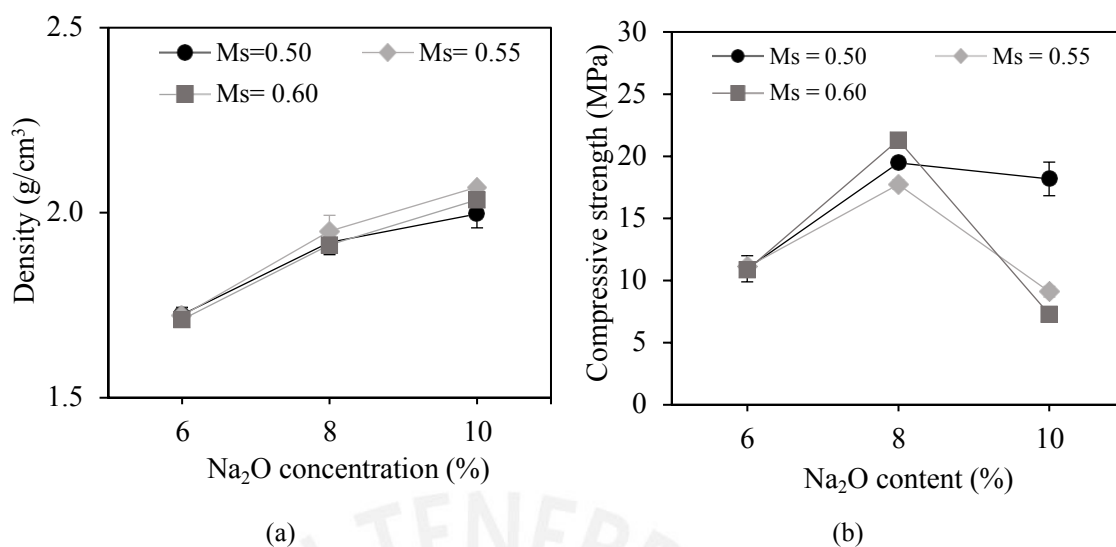 2.5
Ms=0.50
Ms= 0.55
Ms= 0.60
2.0
1.5
Density (g/cm³)
6
8
10
Na₂O concentration (%)
(a)
30
25
20
15
10
5
0
Compressive strength (MPa)
Ms = 0.50
Ms = 0.55
Ms = 0.60
6
8
10
Na₂O content (%)
(b)
TENEBR